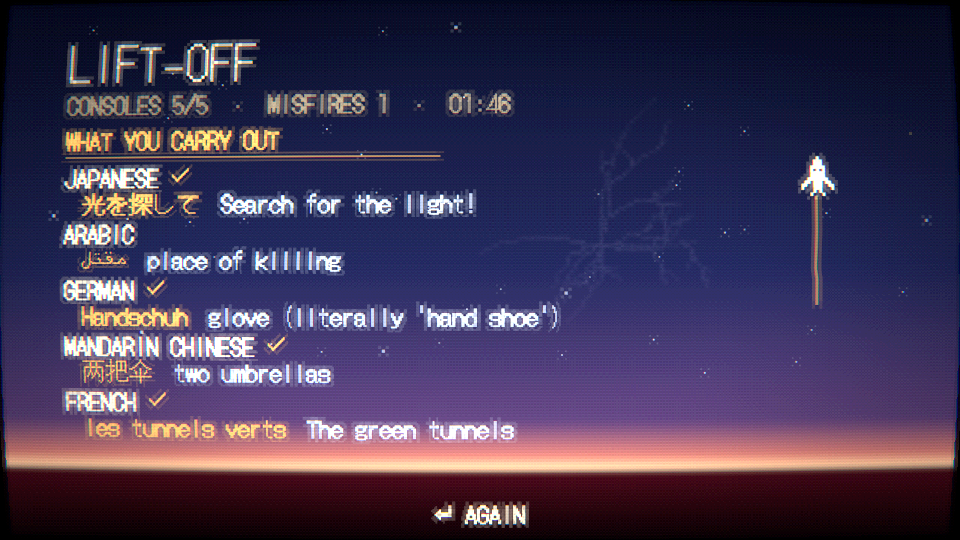 LIFT-OFF
CONSOLES 5/5 · MISFIRES 1 · 01:46
WHAT YOU CARRY OUT
JAPANESE ✓
光を探して Search for the light!
ARABIC
مقتل place of killing
GERMAN ✓
Handschuh glove (literally 'hand shoe')
MANDARIN CHINESE ✓
两把伞 two umbrellas
FRENCH ✓
les tunnels verts The green tunnels
↵ AGAIN